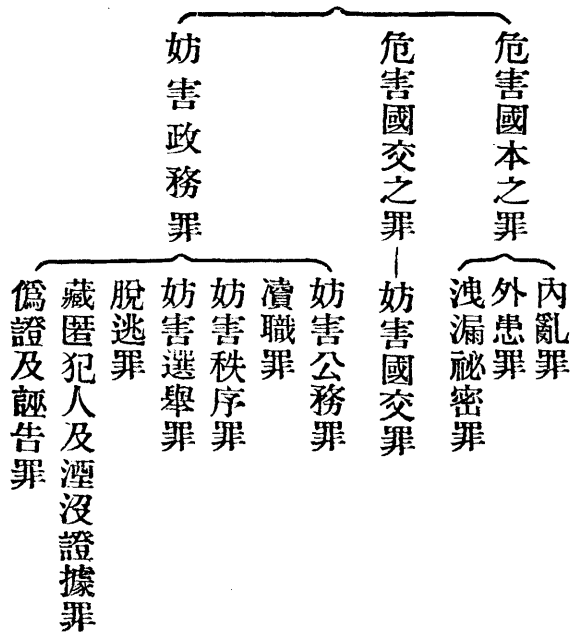 危害國本之罪
內亂罪
外患罪
洩漏祕密罪
危害國交之罪
妨害國交罪
妨害政務罪
妨害公務罪
瀆職罪
妨害秩序罪
妨害選舉罪
脫逃罪
藏匿犯人及湮沒證據罪
僞證及誣告罪